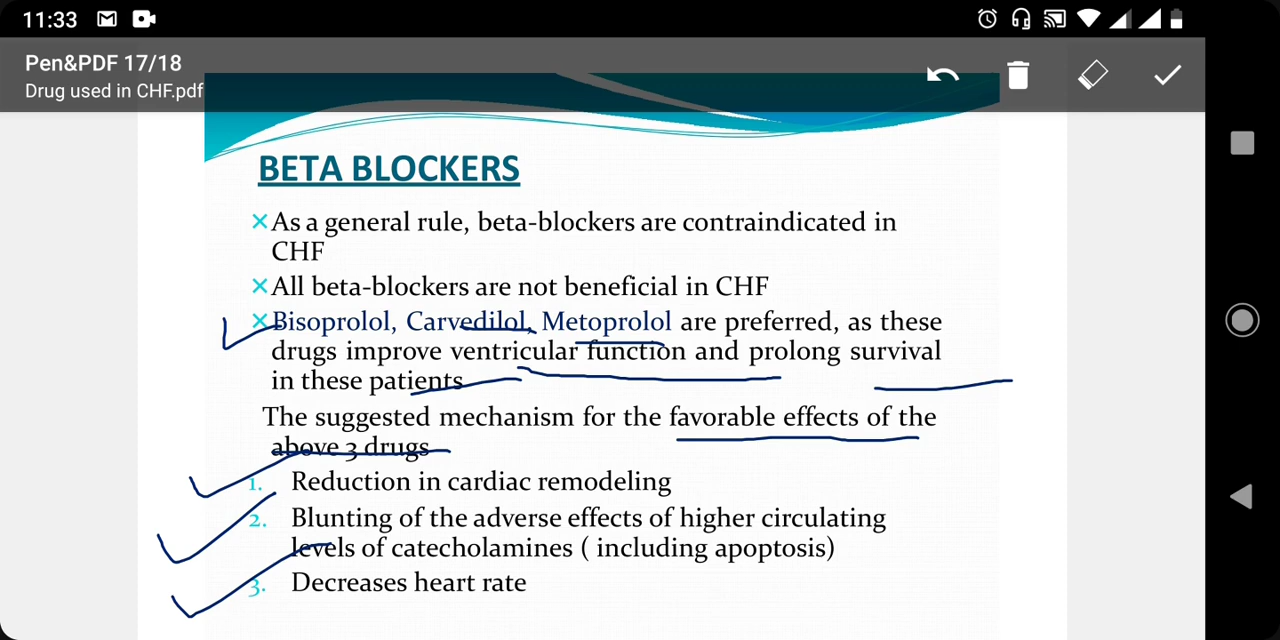 11:33
Pen&PDF 17/18
Drug used in CHF.pdf
BETA BLOCKERS
As a general rule, beta-blockers are contraindicated in
CHF
All beta-blockers are not beneficial in CHF
Bisoprolol, Carvedilol, Metoprolol are preferred, as these
drugs improve ventricular function and prolong survival
in these patients
The suggested mechanism for the favorable effects of the
above 3 drugs
1. Reduction in cardiac remodeling
2. Blunting of the adverse effects of higher circulating
levels of catecholamines ( including apoptosis)
3. Decreases heart rate